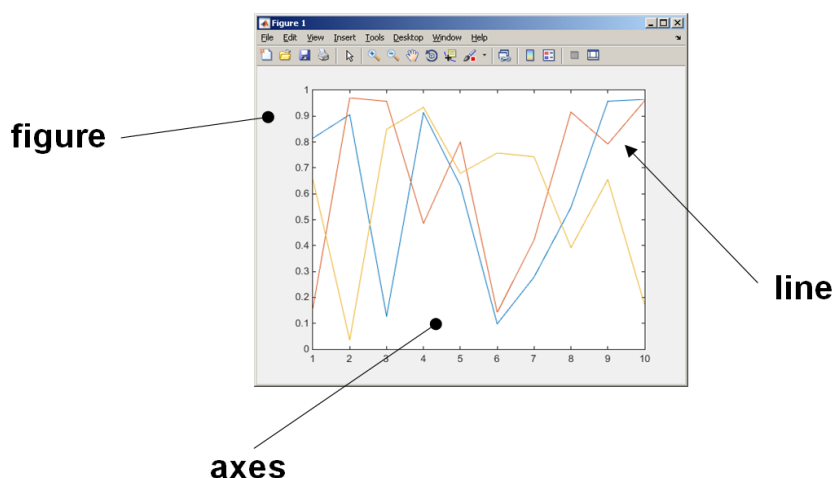 Figure 1
File Edit View Insert Tools Desktop Window Help
figure
1
0.9
0.8
0.7
0.6
0.5
0.4
0.3
0.2
0.1
0
1 2 3 4 5 6 7 8 9 10
line
axes